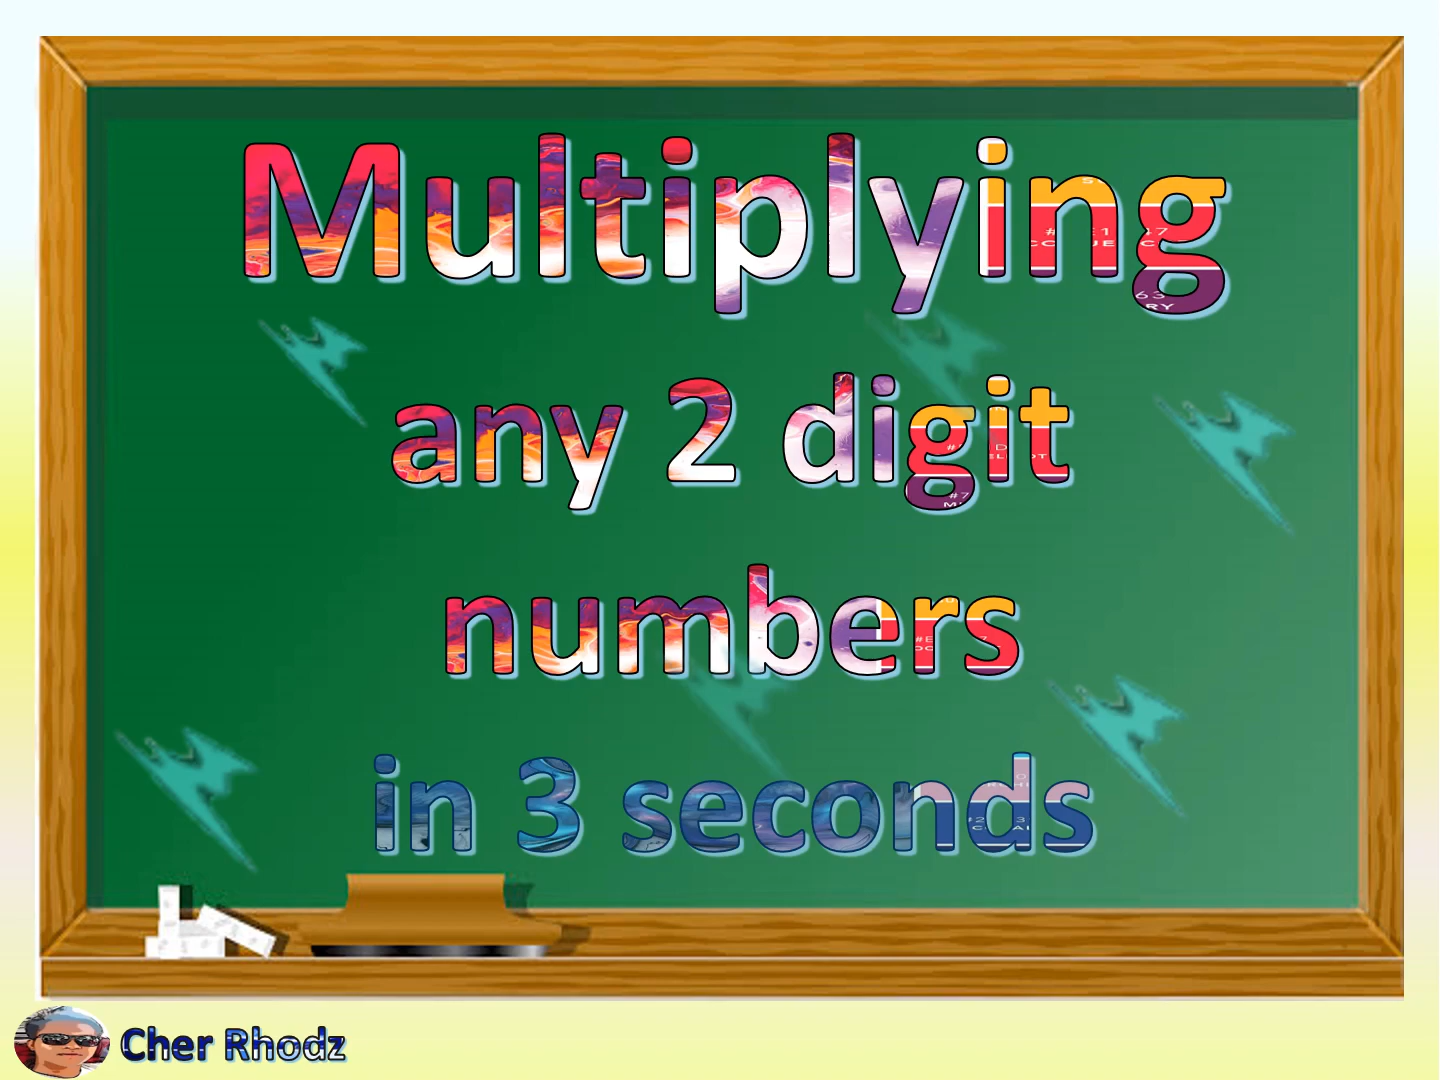 Multiplying
any 2 digit
numbers
in 3 seconds
Cher Rhodz